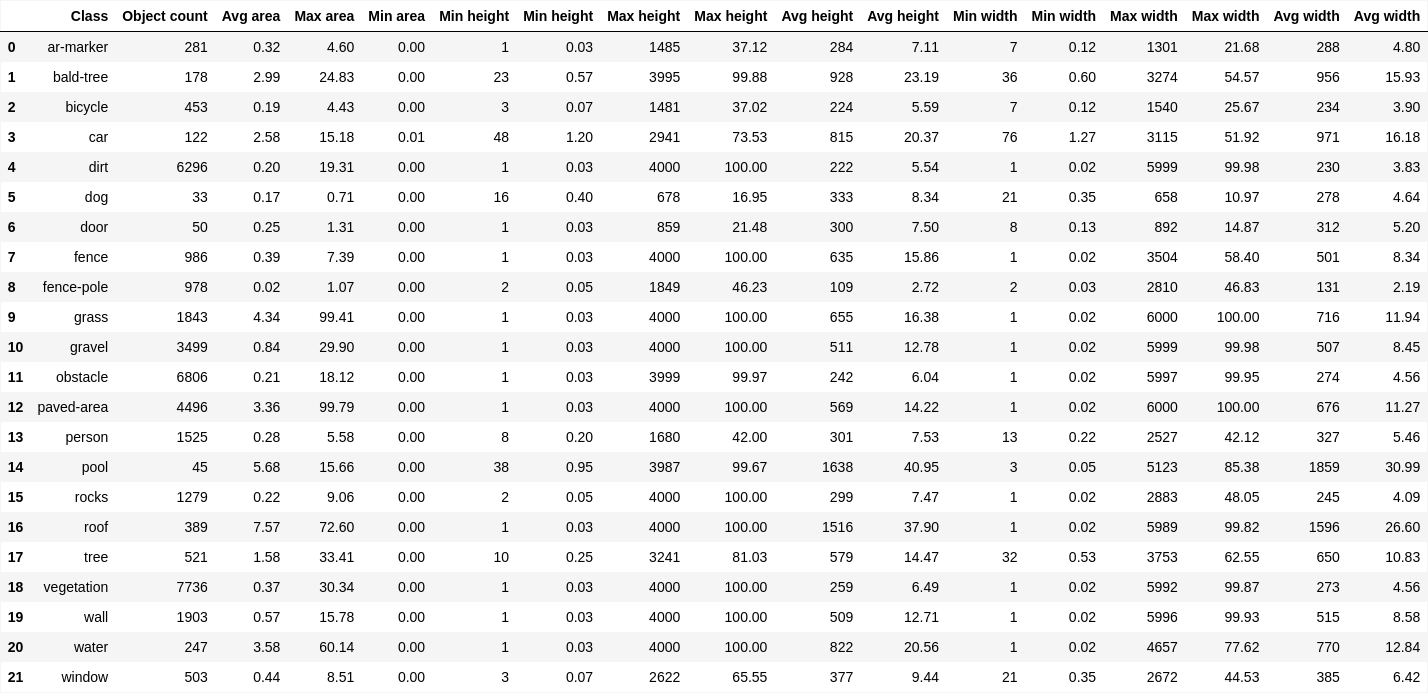 Class Object count Avg area Max area Min area Min height Min height Max height Max height Avg height Avg height Min width Min width Max width Max width Avg width Avg width
0 ar-marker 281 0.32 4.60 0.00 1 0.03 1485 37.12 284 7.11 7 0.12 1301 21.68 288 4.80
1 bald-tree 178 2.99 24.83 0.00 23 0.57 3995 99.88 928 23.19 36 0.60 3274 54.57 956 15.93
2 bicycle 453 0.19 4.43 0.00 3 0.07 1481 37.02 224 5.59 7 0.12 1540 25.67 234 3.90
3 car 122 2.58 15.18 0.01 48 1.20 2941 73.53 815 20.37 76 1.27 3115 51.92 971 16.18
4 dirt 6296 0.20 19.31 0.00 1 0.03 4000 100.00 222 5.54 1 0.02 5999 99.98 230 3.83
5 dog 33 0.17 0.71 0.00 16 0.40 678 16.95 333 8.34 21 0.35 658 10.97 278 4.64
6 door 50 0.25 1.31 0.00 1 0.03 859 21.48 300 7.50 8 0.13 892 14.87 312 5.20
7 fence 986 0.39 7.39 0.00 1 0.03 4000 100.00 635 15.86 1 0.02 3504 58.40 501 8.34
8 fence-pole 978 0.02 1.07 0.00 2 0.05 1849 46.23 109 2.72 2 0.03 2810 46.83 131 2.19
9 grass 1843 4.34 99.41 0.00 1 0.03 4000 100.00 655 16.38 1 0.02 6000 100.00 716 11.94
10 gravel 3499 0.84 29.90 0.00 1 0.03 4000 100.00 511 12.78 1 0.02 5999 99.98 507 8.45
11 obstacle 6806 0.21 18.12 0.00 1 0.03 3999 99.97 242 6.04 1 0.02 5997 99.95 274 4.56
12 paved-area 4496 3.36 99.79 0.00 1 0.03 4000 100.00 569 14.22 1 0.02 6000 100.00 676 11.27
13 person 1525 0.28 5.58 0.00 8 0.20 1680 42.00 301 7.53 13 0.22 2527 42.12 327 5.46
14 pool 45 5.68 15.66 0.00 38 0.95 3987 99.67 1638 40.95 3 0.05 5123 85.38 1859 30.99
15 rocks 1279 0.22 9.06 0.00 2 0.05 4000 100.00 299 7.47 1 0.02 2883 48.05 245 4.09
16 roof 389 7.57 72.60 0.00 1 0.03 4000 100.00 1516 37.90 1 0.02 5989 99.82 1596 26.60
17 tree 521 1.58 33.41 0.00 10 0.25 3241 81.03 579 14.47 32 0.53 3753 62.55 650 10.83
18 vegetation 7736 0.37 30.34 0.00 1 0.03 4000 100.00 259 6.49 1 0.02 5992 99.87 273 4.56
19 wall 1903 0.57 15.78 0.00 1 0.03 4000 100.00 509 12.71 1 0.02 5996 99.93 515 8.58
20 water 247 3.58 60.14 0.00 1 0.03 4000 100.00 822 20.56 1 0.02 4657 77.62 770 12.84
21 window 503 0.44 8.51 0.00 3 0.07 2622 65.55 377 9.44 21 0.35 2672 44.53 385 6.42